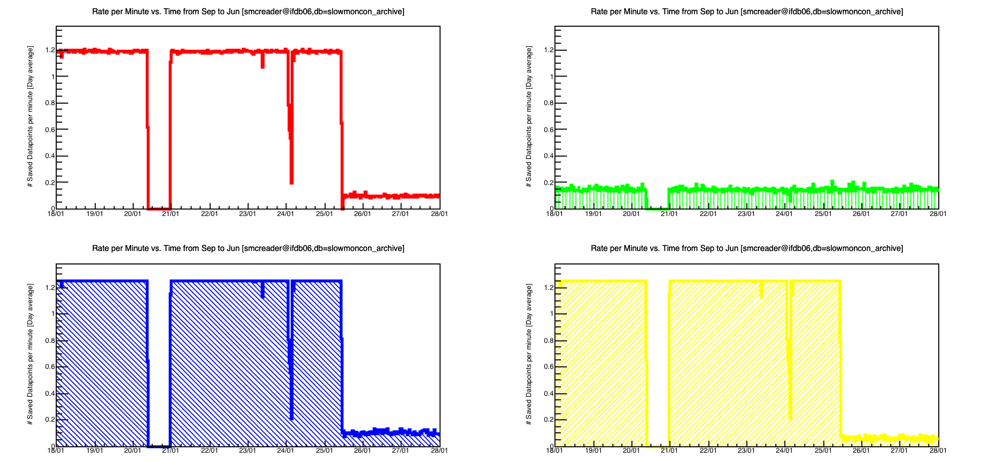 Rate per Minute vs. Time from Sep to Jun [smcreader@ifdb06,db=slowmoncon_archive]
# Saved Datapoints per minute [Day average]
1.2
1
0.8
0.6
0.4
0.2
0
18/01 19/01 20/01 21/01 22/01 23/01 24/01 25/01 26/01 27/01 28/01
Rate per Minute vs. Time from Sep to Jun [smcreader@ifdb06,db=slowmoncon_archive]
# Saved Datapoints per minute [Day average]
1.2
1
0.8
0.6
0.4
0.2
0
18/01 19/01 20/01 21/01 22/01 23/01 24/01 25/01 26/01 27/01 28/01
Rate per Minute vs. Time from Sep to Jun [smcreader@ifdb06,db=slowmoncon_archive]
# Saved Datapoints per minute [Day average]
1.2
1
0.8
0.6
0.4
0.2
0
18/01 19/01 20/01 21/01 22/01 23/01 24/01 25/01 26/01 27/01 28/01
Rate per Minute vs. Time from Sep to Jun [smcreader@ifdb06,db=slowmoncon_archive]
# Saved Datapoints per minute [Day average]
1.2
1
0.8
0.6
0.4
0.2
0
18/01 19/01 20/01 21/01 22/01 23/01 24/01 25/01 26/01 27/01 28/01